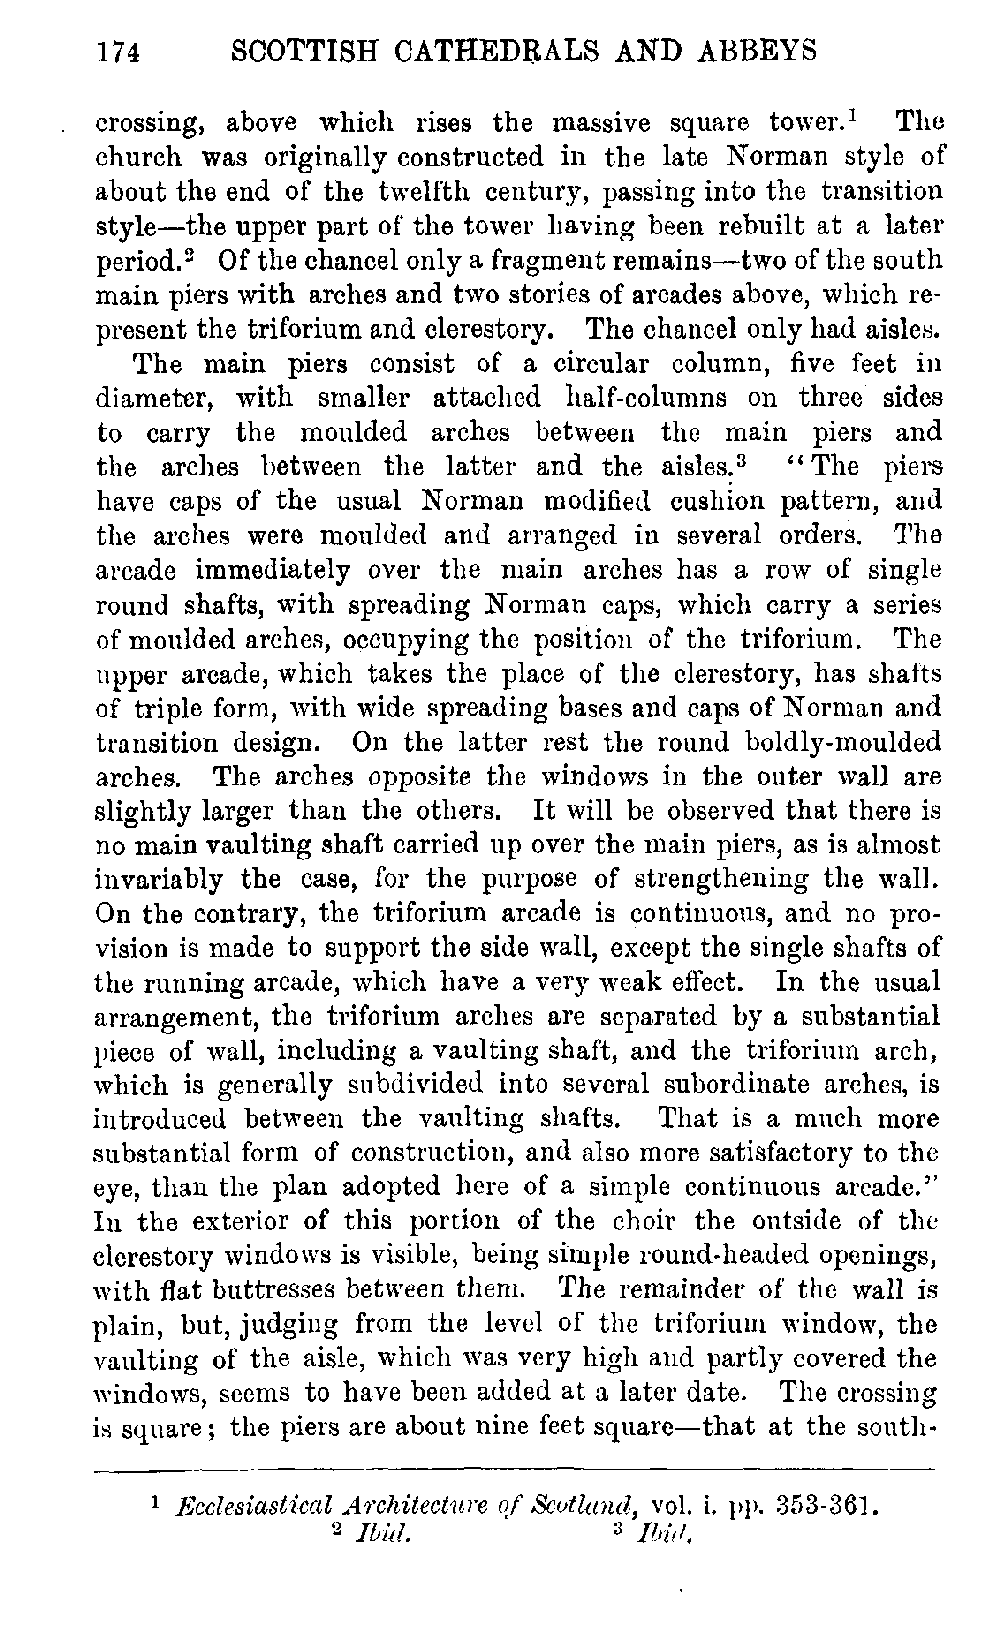 174 SCOTTISH CATHEDRALS AND ABBEYS
crossing, above which rises the massive square tower.¹ The
church was originally constructed in the late Norman style of
about the end of the twelfth century, passing into the transition
style—the upper part of the tower having been rebuilt at a later
period.² Of the chancel only a fragment remains—two of the south
main piers with arches and two stories of arcades above, which re-
present the triforium and clerestory. The chancel only had aisles.
The main piers consist of a circular column, five feet in
diameter, with smaller attached half-columns on three sides
to carry the moulded arches between the main piers and
the arches between the latter and the aisles.³ “The piers
have caps of the usual Norman modified cushion pattern, and
the arches were moulded and arranged in several orders. The
arcade immediately over the main arches has a row of single
round shafts, with spreading Norman caps, which carry a series
of moulded arches, occupying the position of the triforium. The
upper arcade, which takes the place of the clerestory, has shafts
of triple form, with wide spreading bases and caps of Norman and
transition design. On the latter rest the round boldly-moulded
arches. The arches opposite the windows in the outer wall are
slightly larger than the others. It will be observed that there is
no main vaulting shaft carried up over the main piers, as is almost
invariably the case, for the purpose of strengthening the wall.
On the contrary, the triforium arcade is continuous, and no pro-
vision is made to support the side wall, except the single shafts of
the running arcade, which have a very weak effect. In the usual
arrangement, the triforium arches are separated by a substantial
piece of wall, including a vaulting shaft, and the triforium arch,
which is generally subdivided into several subordinate arches, is
introduced between the vaulting shafts. That is a much more
substantial form of construction, and also more satisfactory to the
eye, than the plan adopted here of a simple continuous arcade.”
In the exterior of this portion of the choir the outside of the
clerestory windows is visible, being simple round-headed openings,
with flat buttresses between them. The remainder of the wall is
plain, but, judging from the level of the triforium window, the
vaulting of the aisle, which was very high and partly covered the
windows, seems to have been added at a later date. The crossing
is square; the piers are about nine feet square—that at the south-
¹ Ecclesiastical Architecture of Scotland, vol. i. pp. 353-361.
² Ibid. ³ Ibid.